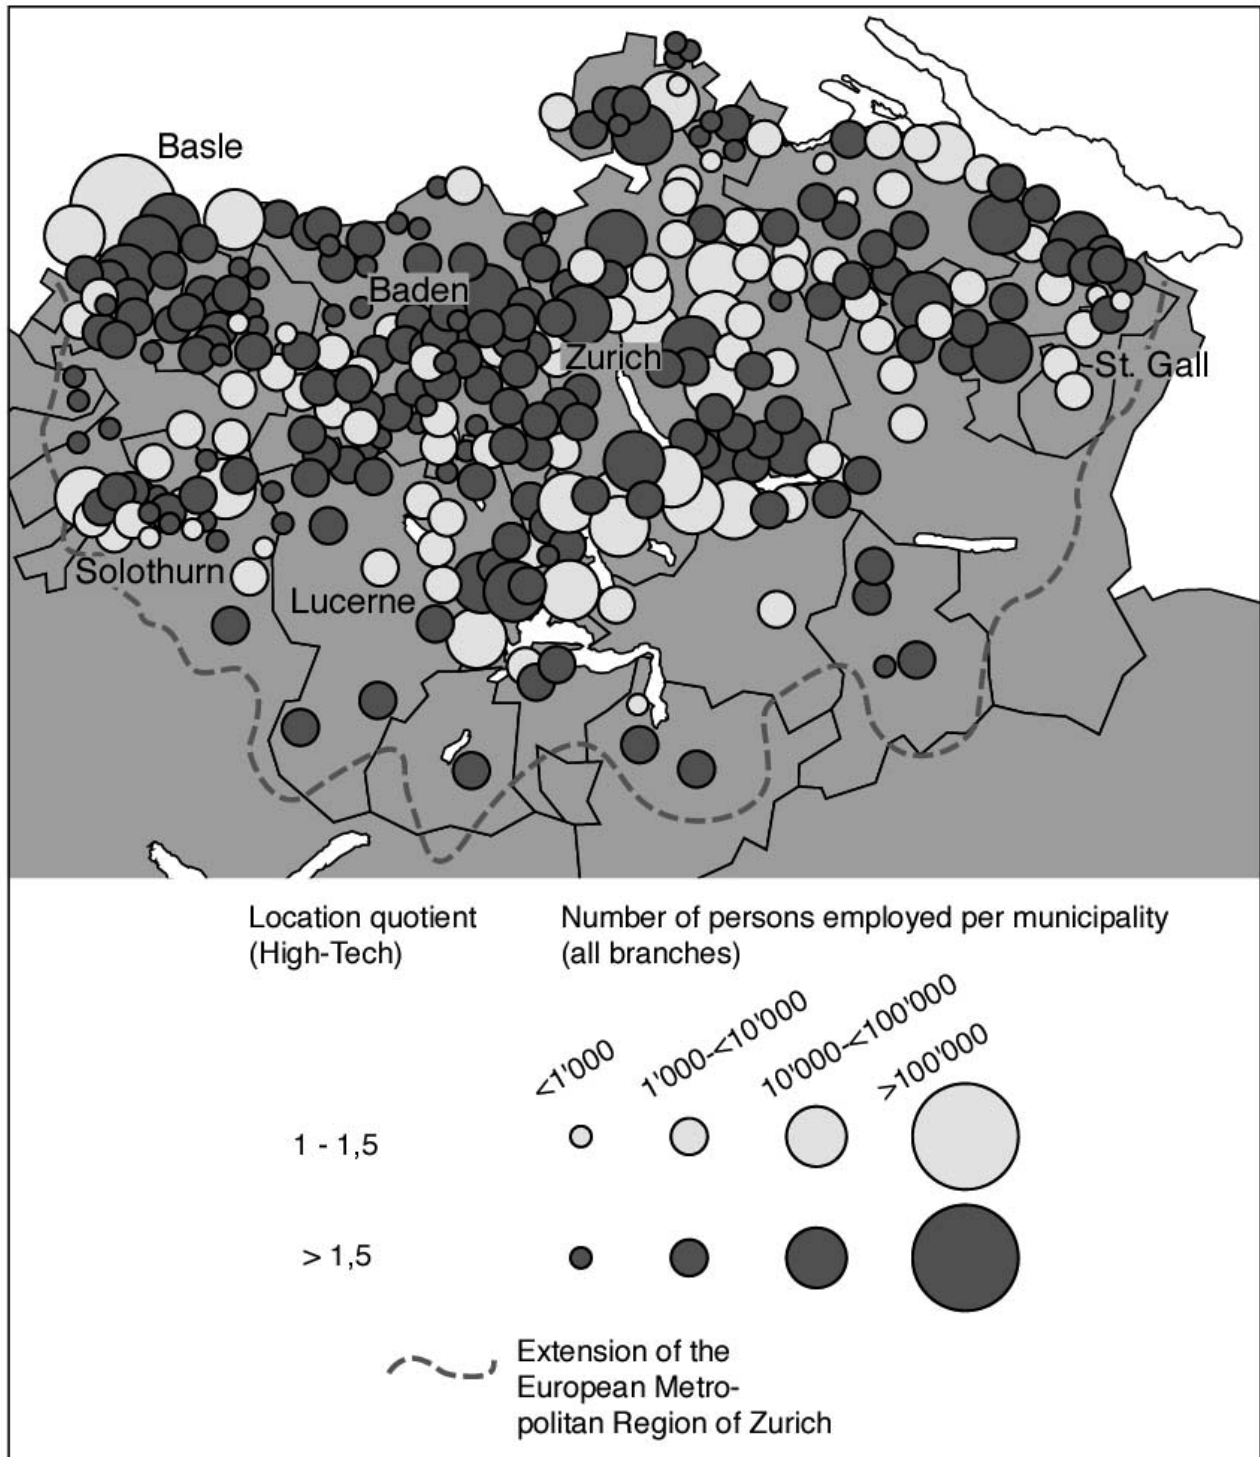 Basle
Baden
Zurich
St. Gall
Solothurn
Lucerne
Location quotient
(High-Tech)
Number of persons employed per municipality
(all branches)
<1'000
1'000-<10'000
10'000-<100'000
>100'000
1 - 1,5
> 1,5
Extension of the
European Metro-
politan Region of Zurich